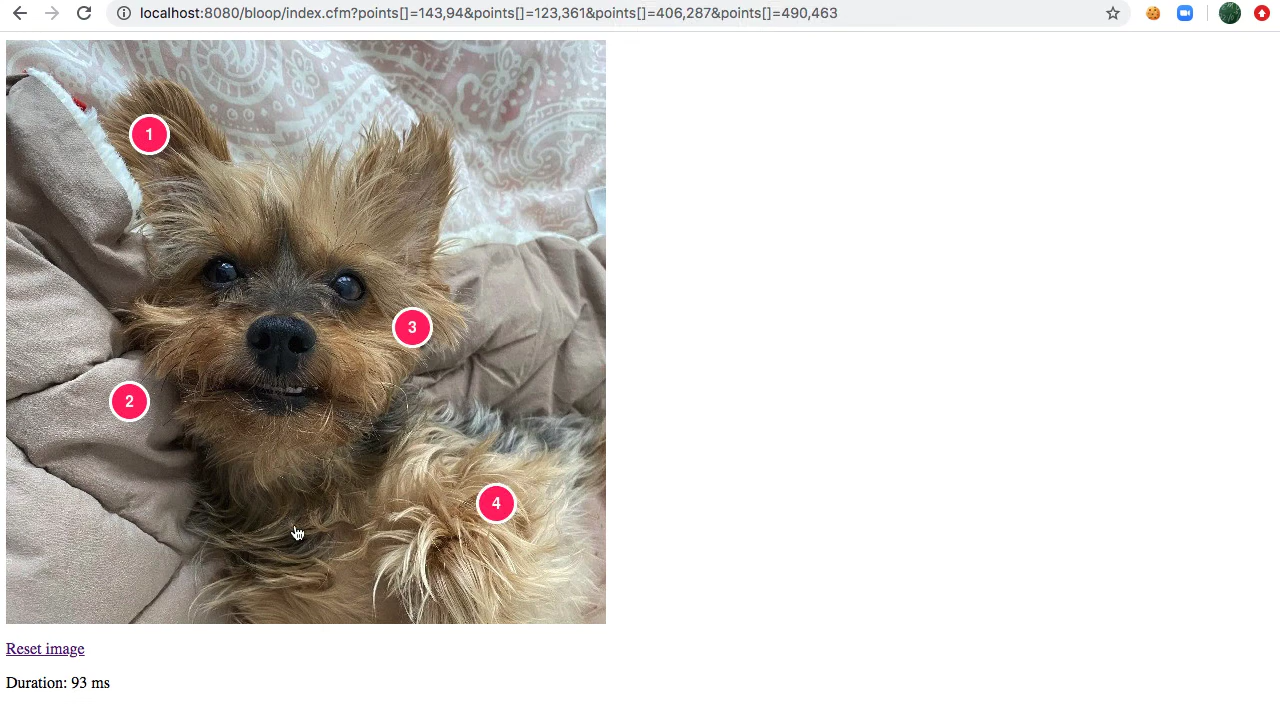 localhost:8080/bloop/index.cfm?points[]=143,94&points[]=123,361&points[]=406,287&points[]=490,463
1
3
2
4
Reset image
Duration: 93 ms